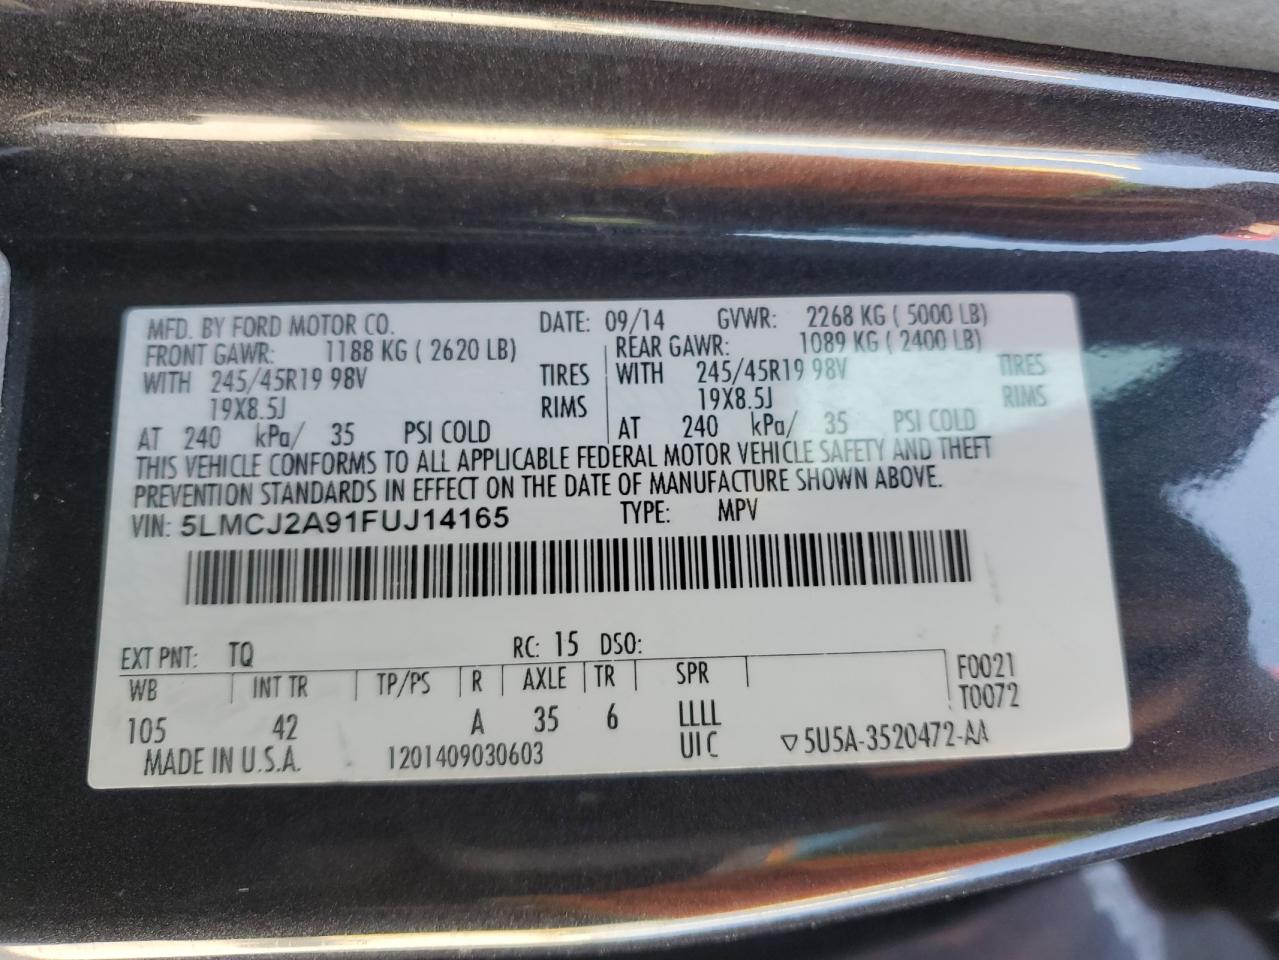 MFD. BY FORD MOTOR CO. DATE: 09/14 GVWR: 2268 KG ( 5000 LB)
FRONT GAWR: 1188 KG ( 2620 LB) REAR GAWR: 1089 KG ( 2400 LB)
WITH 245/45R19 98V TIRES WITH 245/45R19 98V TIRES
19X8.5J RIMS 19X8.5J RIMS
AT 240 kPa/ 35 PSI COLD AT 240 kPa/ 35 PSI COLD
THIS VEHICLE CONFORMS TO ALL APPLICABLE FEDERAL MOTOR VEHICLE SAFETY AND THEFT
PREVENTION STANDARDS IN EFFECT ON THE DATE OF MANUFACTURE SHOWN ABOVE.
VIN: 5LMCJ2A91FUJ14165 TYPE: MPV
EXT PNT: TQ RC: 15 DSO:
WB INT TR TP/PS R AXLE TR SPR F0021
105 42 A 35 6 LLLL T0072
MADE IN U.S.A. 1201409030603 UIC ▽5U5A-3520472-AA